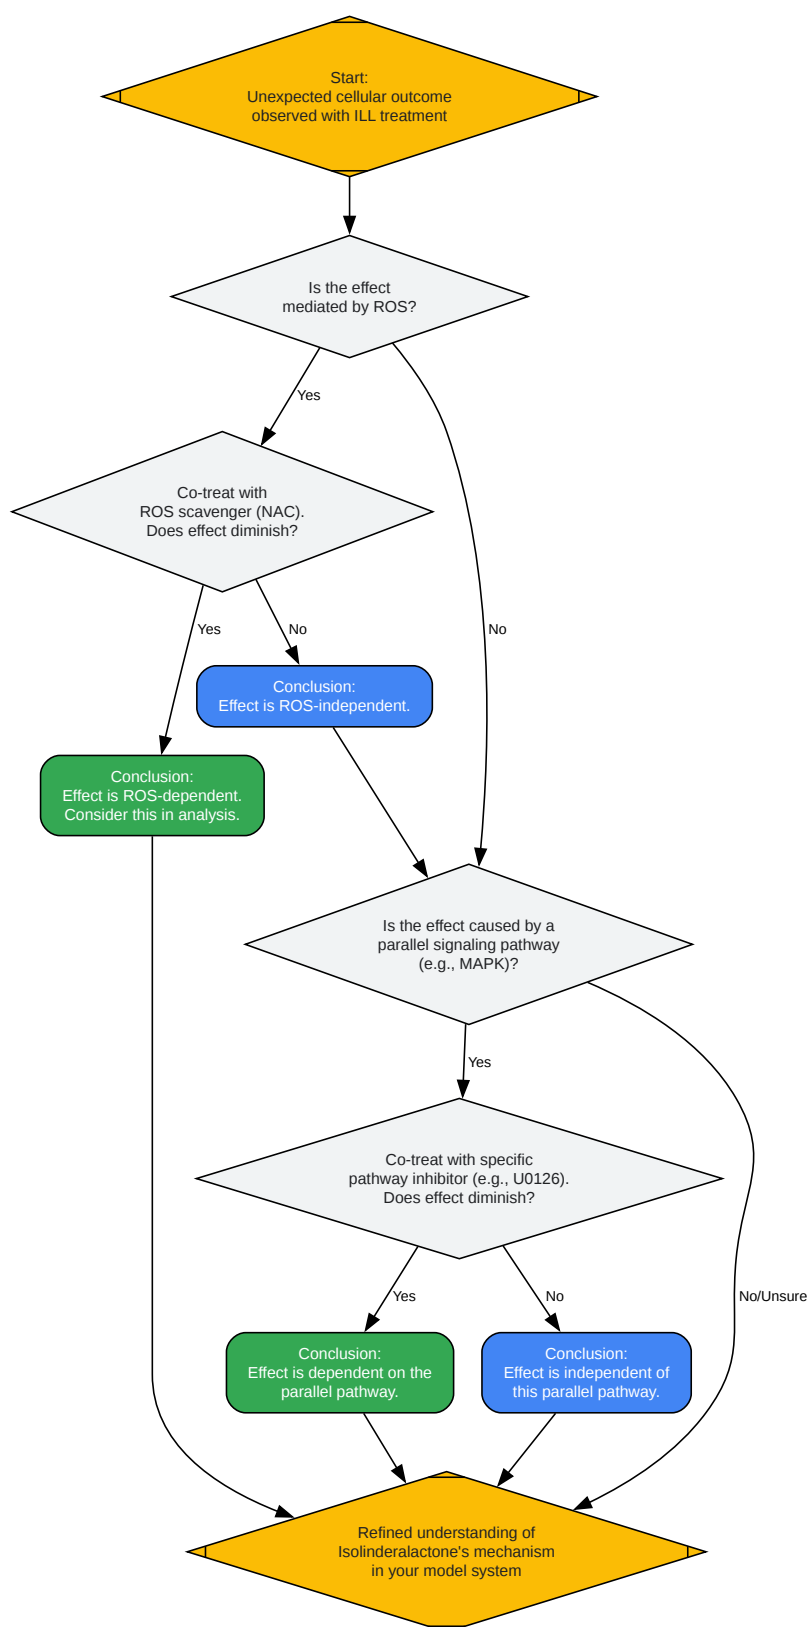 Start:
Unexpected cellular outcome
observed with ILL treatment
Is the effect
mediated by ROS?
Yes
Co-treat with
ROS scavenger (NAC).
Does effect diminish?
Yes
No
No
Conclusion:
Effect is ROS-independent.
Conclusion:
Effect is ROS-dependent.
Consider this in analysis.
Is the effect caused by a
parallel signaling pathway
(e.g., MAPK)?
Yes
Co-treat with specific
pathway inhibitor (e.g., U0126).
Does effect diminish?
Yes
No
No/Unsure
Conclusion:
Effect is dependent on the
parallel pathway.
Conclusion:
Effect is independent of
this parallel pathway.
Refined understanding of
Isolinderalactone's mechanism
in your model system